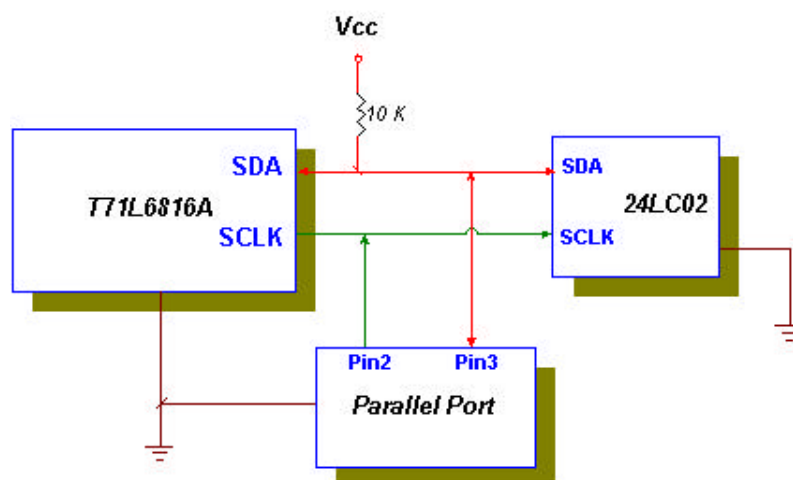 Vcc
10 K
SDA
SDA
T71L6816A
24LC02
SCLK
SCLK
Pin2
Pin3
Parallel Port